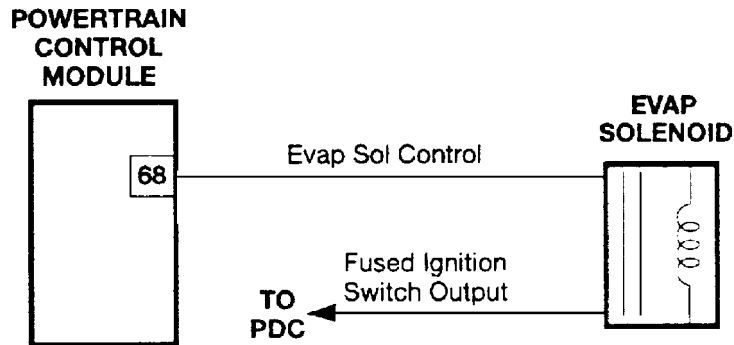 POWERTRAIN
CONTROL
MODULE
68
Evap Sol Control
EVAP
SOLENOID
Fused Ignition
Switch Output
TO
PDC